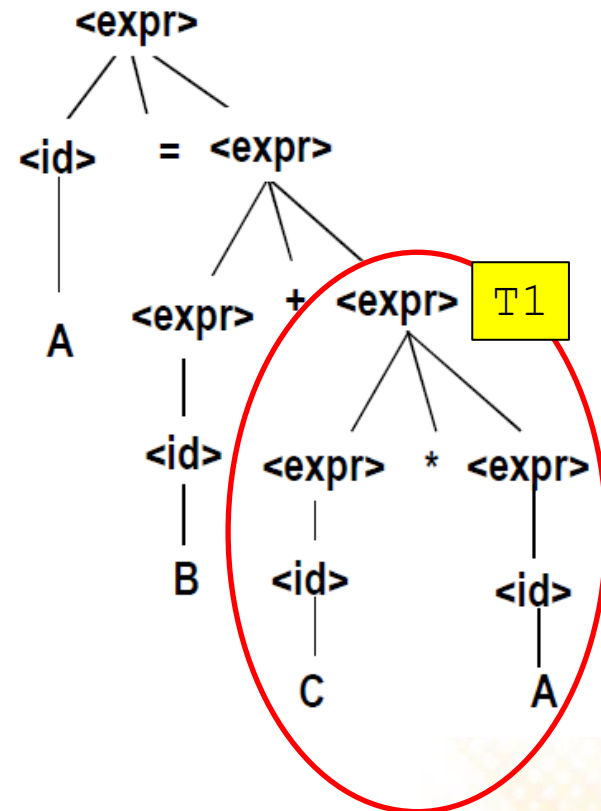 <expr>
<id> = <expr>
A <expr> + <expr> T1
<id> <expr> * <expr>
B <id> <id>
C A